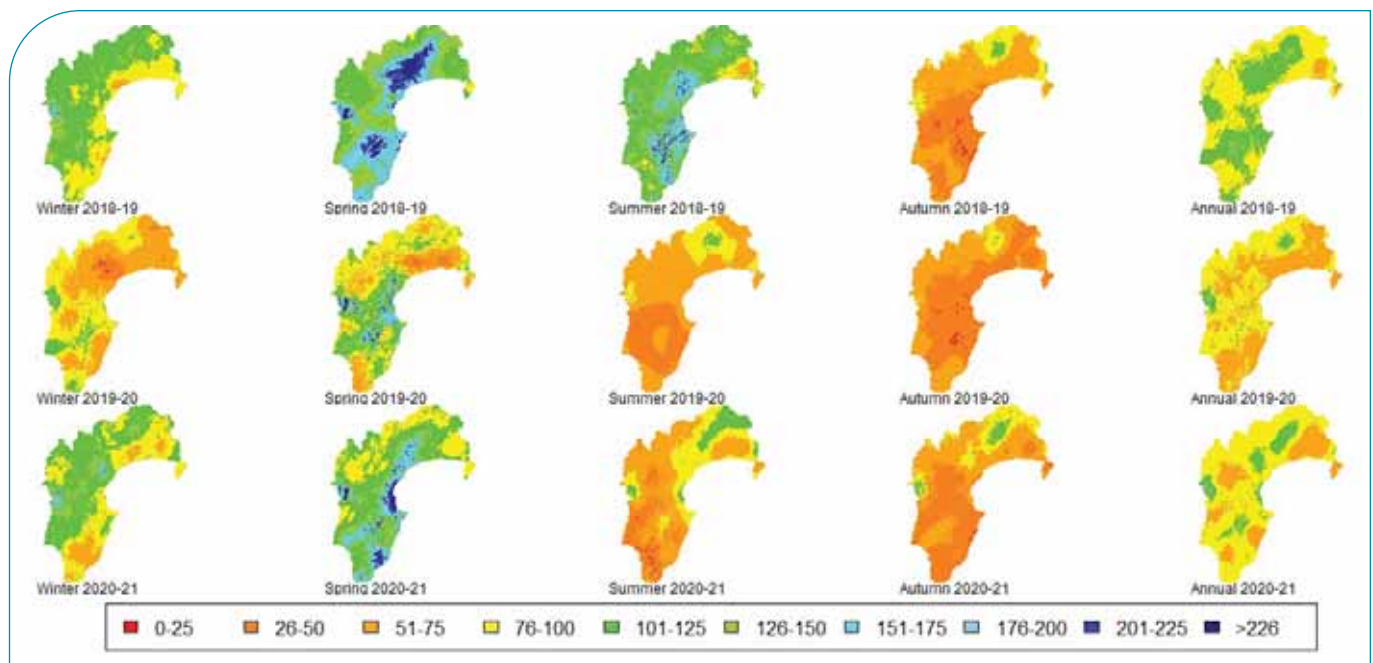 Winter 2018-19 Spring 2018-19 Summer 2018-19 Autumn 2018-19 Annual 2018-19
Winter 2019-20 Spring 2019-20 Summer 2019-20 Autumn 2019-20 Annual 2019-20
Winter 2020-21 Spring 2020-21 Summer 2020-21 Autumn 2020-21 Annual 2020-21
0-25 26-50 51-75 76-100 101-125 126-150 151-175 176-200 201-225 >226